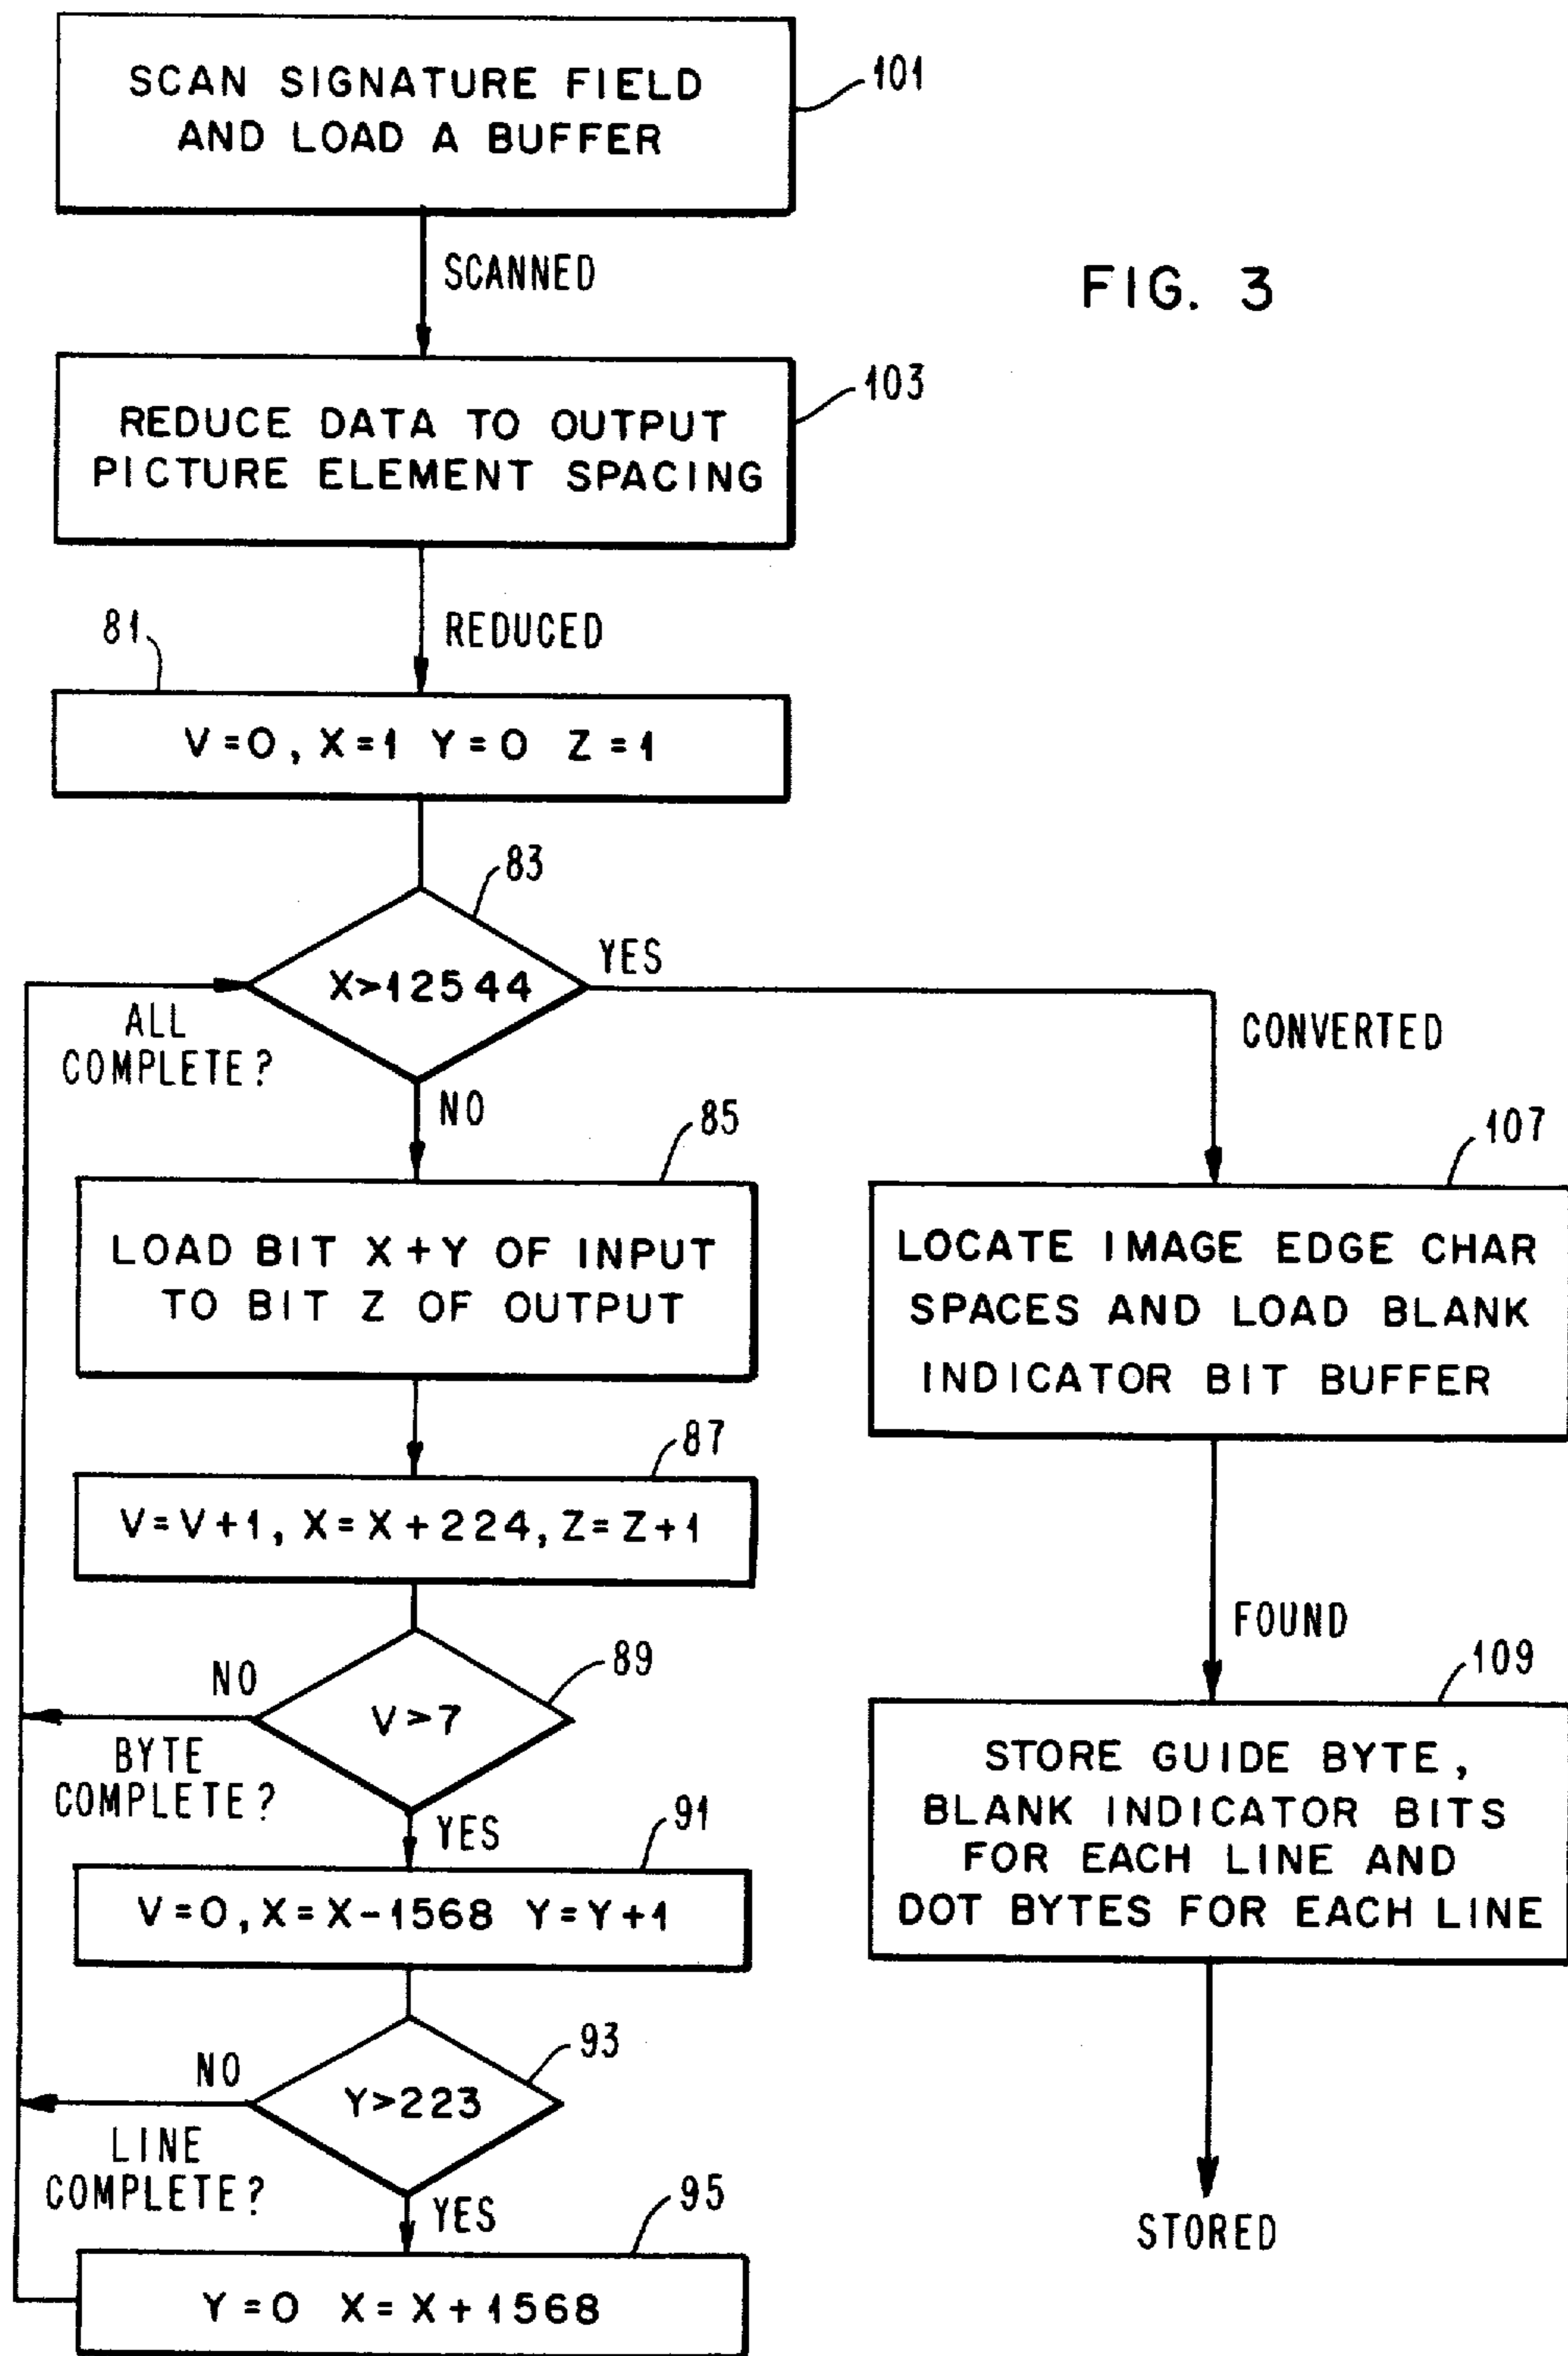 SCAN SIGNATURE FIELD
AND LOAD A BUFFER
101
SCANNED
FIG. 3
REDUCE DATA TO OUTPUT
PICTURE ELEMENT SPACING
103
REDUCED
81
V=0, X=1 Y=0 Z=1
83
X>12544
YES
ALL
COMPLETE?
NO
CONVERTED
85
LOAD BIT X+Y OF INPUT
TO BIT Z OF OUTPUT
87
V=V+1, X=X+224, Z=Z+1
89
NO
V>7
BYTE
COMPLETE?
YES
91
V=0, X=X-1568 Y=Y+1
93
NO
Y>223
LINE
COMPLETE?
YES
95
Y=0 X=X+1568
107
LOCATE IMAGE EDGE CHAR
SPACES AND LOAD BLANK
INDICATOR BIT BUFFER
FOUND
109
STORE GUIDE BYTE,
BLANK INDICATOR BITS
FOR EACH LINE AND
DOT BYTES FOR EACH LINE
STORED